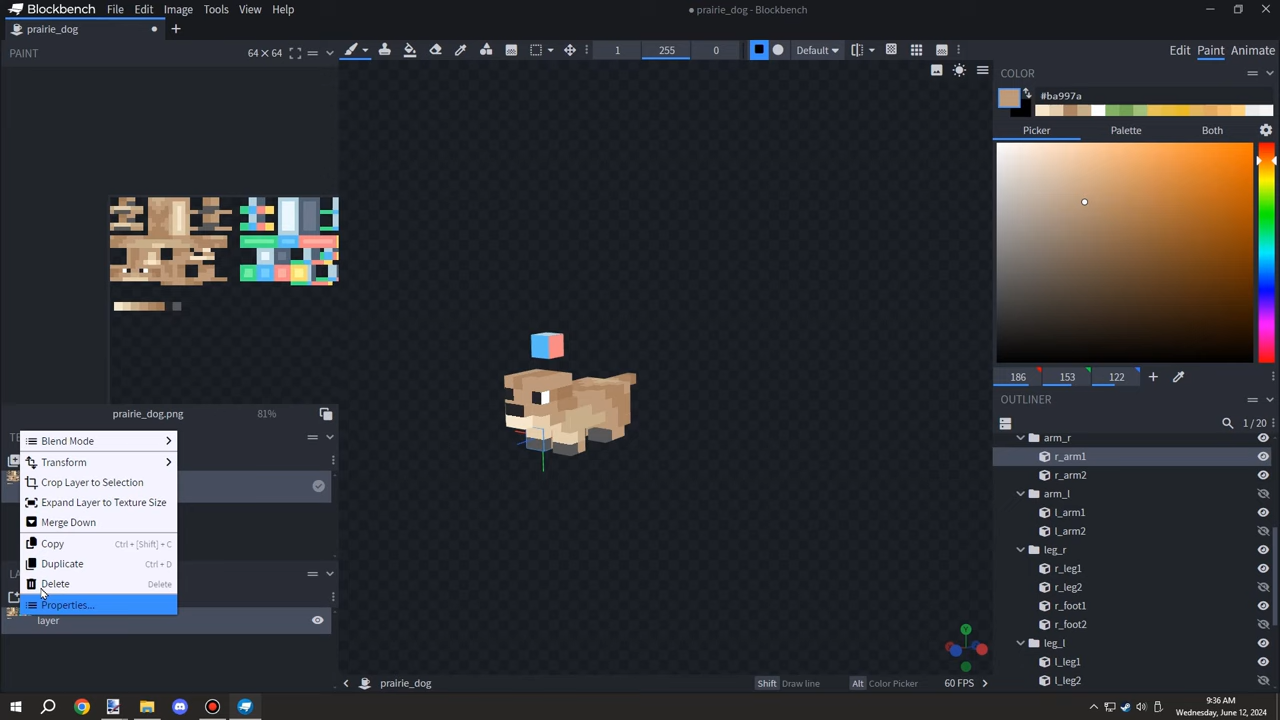 Blockbench File Edit Image Tools View Help
prairie_dog - Blockbench
prairie_dog
PAINT 64 × 64 1 255 0 Default Edit Paint Animate
COLOR
#ba997a
Picker Palette Both
186 153 122
OUTLINER
1 / 20
arm_r
r_arm1
r_arm2
arm_l
l_arm1
l_arm2
leg_r
r_leg1
r_leg2
r_foot1
r_foot2
leg_l
l_leg1
l_leg2
prairie_dog.png 81%
Blend Mode
Transform
Crop Layer to Selection
Expand Layer to Texture Size
Merge Down
Copy Ctrl + [Shift] + C
Duplicate Ctrl + D
Delete Delete
Properties...
layer
prairie_dog Shift Draw line Alt Color Picker 60 FPS
9:36 AM
Wednesday, June 12, 2024